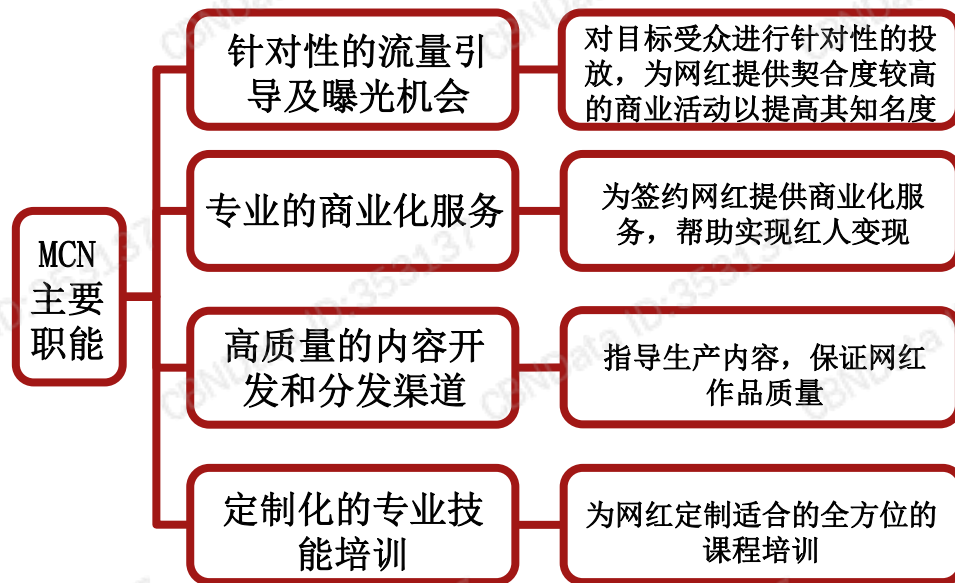 MCN
主要
职能
针对性的流量引
导及曝光机会
对目标受众进行针对性的投
放，为网红提供契合度较高
的商业活动以提高其知名度
专业的商业化服务
为签约网红提供商业化服
务，帮助实现红人变现
高质量的内容开
发和分发渠道
指导生产内容，保证网红
作品质量
定制化的专业技
能培训
为网红定制适合的全方位的
课程培训
CBNData ID:353137